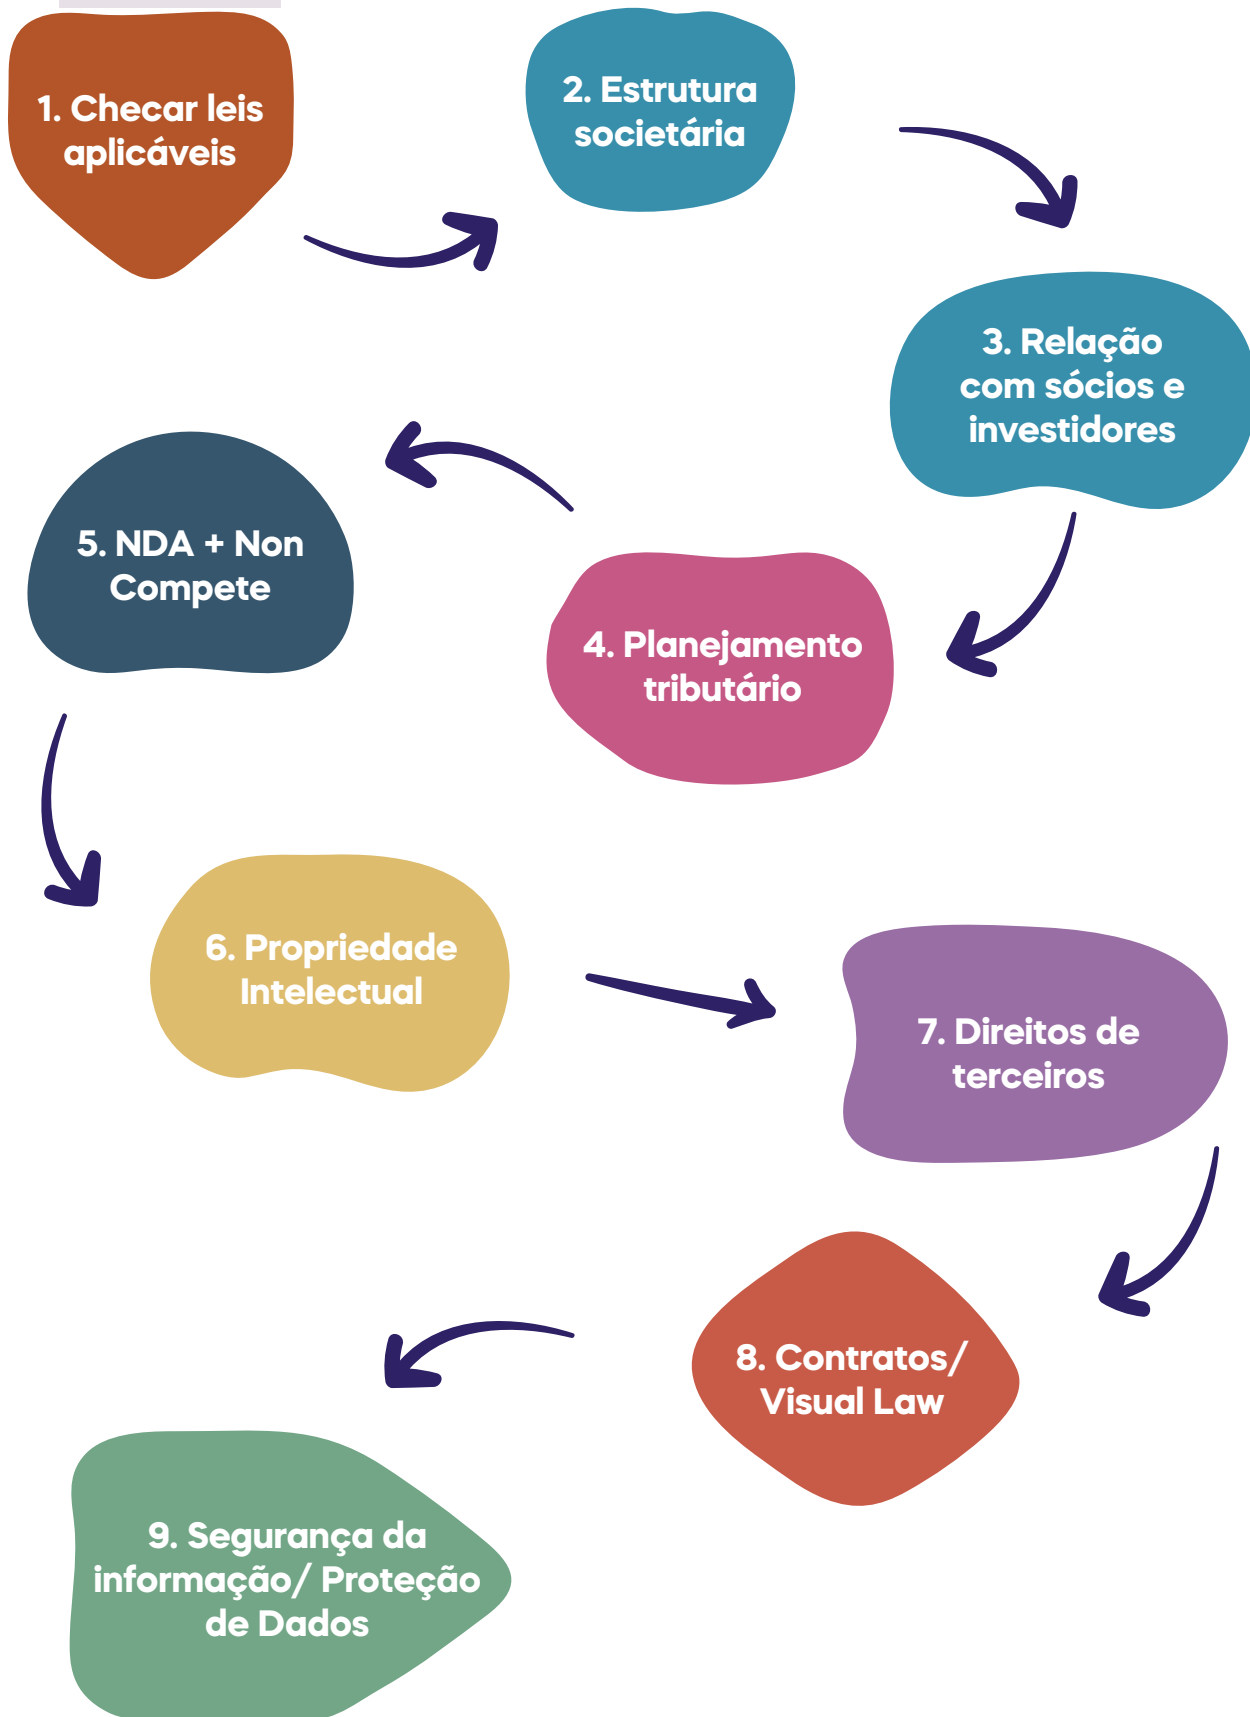 1. Checar leis
aplicáveis
2. Estrutura
societária
3. Relação
com sócios e
investidores
4. Planejamento
tributário
5. NDA + Non
Compete
6. Propriedade
Intelectual
7. Direitos de
terceiros
8. Contratos/
Visual Law
9. Segurança da
informação/ Proteção
de Dados